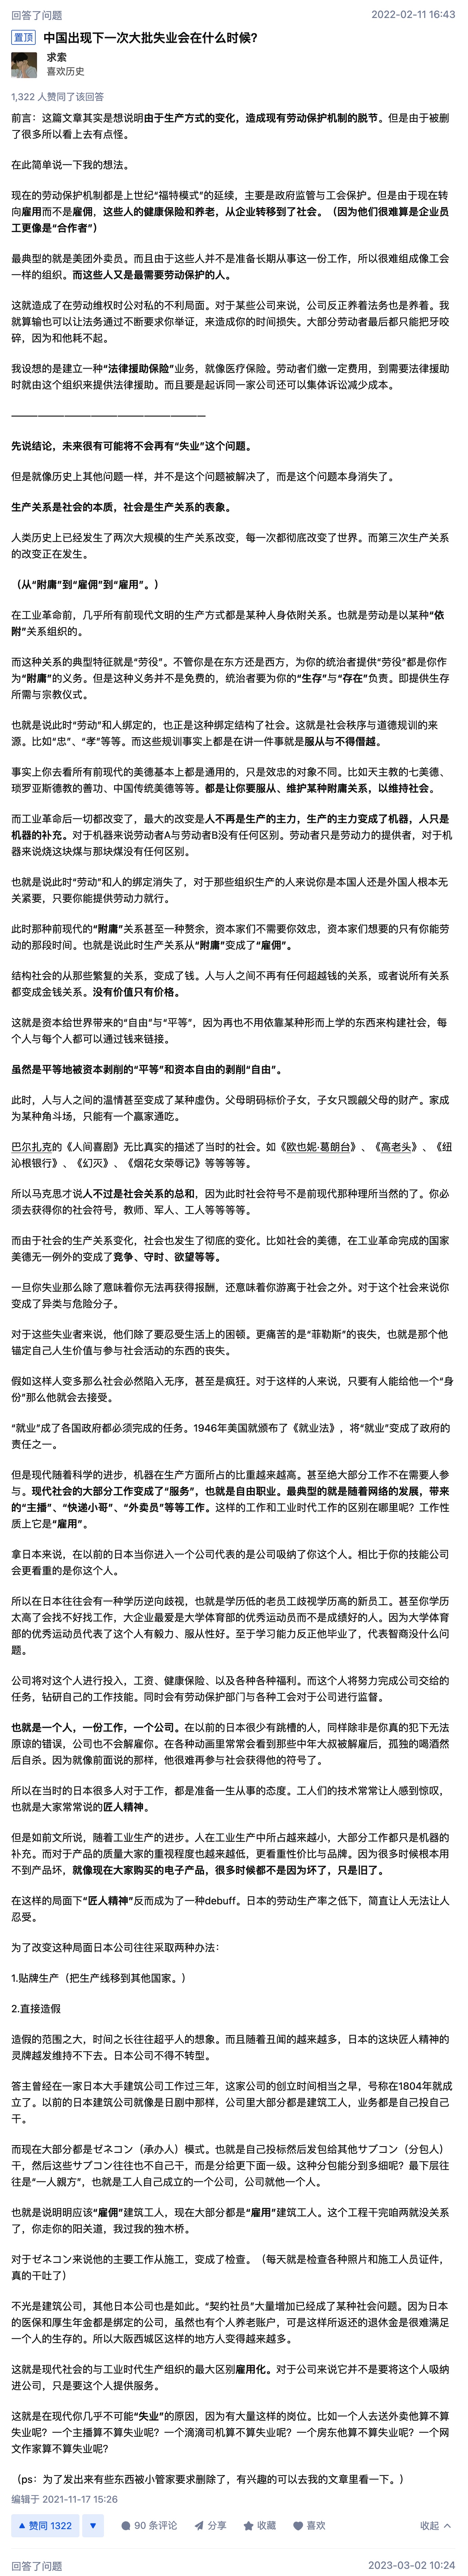 回答了问题
2022-02-11 16:43
置顶 中国出现下一次大批失业会在什么时候？
求索
喜欢历史
1,322 人赞同了该回答
前言：这篇文章其实是想说明由于生产方式的变化，造成现有劳动保护机制的脱节。但是由于被删
了很多所以看上去有点怪。
在此简单说一下我的想法。
现在的劳动保护机制都是上世纪“福特模式”的延续，主要是政府监管与工会保护。但是由于现在转
向雇用而不是雇佣，这些人的健康保险和养老，从企业转移到了社会。（因为他们很难算是企业员
工更像是“合作者”）
最典型的就是美团外卖员。而且由于这些人并不是准备长期从事这一份工作，所以很难组成像工会
一样的组织。而这些人又是最需要劳动保护的人。
这就造成了在劳动维权时公对私的不利局面。对于某些公司来说，公司反正养着法务也是养着。我
就算输也可以让法务通过不断要求你举证，来造成你的时间损失。大部分劳动者最后都只能把牙咬
碎，因为和他耗不起。
我设想的是建立一种“法律援助保险”业务，就像医疗保险。劳动者们缴一定费用，到需要法律援助
时就由这个组织来提供法律援助。而且要是起诉同一家公司还可以集体诉讼减少成本。
——————————————————
先说结论，未来很有可能将不会再有“失业”这个问题。
但是就像历史上其他问题一样，并不是这个问题被解决了，而是这个问题本身消失了。
生产关系是社会的本质，社会是生产关系的表象。
人类历史上已经发生了两次大规模的生产关系改变，每一次都彻底改变了世界。而第三次生产关系
的改变正在发生。
（从“附庸”到“雇佣”到“雇用”。）
在工业革命前，几乎所有前现代文明的生产方式都是某种人身依附关系。也就是劳动是以某种“依
附”关系组织的。
而这种关系的典型特征就是“劳役”。不管你是在东方还是西方，为你的统治者提供“劳役”都是你作
为“附庸”的义务。但是这种义务并不是免费的，统治者要为你的“生存”与“存在”负责。即提供生存
所需与宗教仪式。
也就是说此时“劳动”和人绑定的，也正是这种绑定结构了社会。这就是社会秩序与道德规训的来
源。比如“忠”、“孝”等等。而这些规训事实上都是在讲一件事就是服从与不得僭越。
事实上你去看所有前现代的美德基本上都是通用的，只是效忠的对象不同。比如天主教的七美德、
琐罗亚斯德教的善功、中国传统美德等等。都是让你要服从、维护某种附庸关系，以维持社会。
而工业革命后一切都改变了，最大的改变是人不再是生产的主力，生产的主力变成了机器，人只是
机器的补充。对于机器来说劳动者A与劳动者B没有任何区别。劳动者只是劳动力的提供者，对于机
器来说烧这块煤与那块煤没有任何区别。
也就是说此时“劳动”和人的绑定消失了，对于那些组织生产的人来说你是本国人还是外国人根本无
关紧要，只要你能提供劳动力就行。
此时那种前现代的“附庸”关系甚至一种赘余，资本家们不需要你效忠，资本家们想要的只有你能劳
动的那段时间。也就是说此时生产关系从“附庸”变成了“雇佣”。
结构社会的从那些繁复的关系，变成了钱。人与人之间不再有任何超越钱的关系，或者说所有关系
都变成金钱关系。没有价值只有价格。
这就是资本给世界带来的“自由”与“平等”，因为再也不用依靠某种形而上学的东西来构建社会，每
个人与每个人都可以通过钱来链接。
虽然是平等地被资本剥削的“平等”和资本自由的剥削“自由”。
此时，人与人之间的温情甚至变成了某种虚伪。父母明码标价子女，子女只觊觎父母的财产。家成
为某种角斗场，只能有一个赢家通吃。
巴尔扎克的《人间喜剧》无比真实的描述了当时的社会。如《欧也妮·葛朗台》、《高老头》、《纽
沁根银行》、《幻灭》、《烟花女荣辱记》等等等等。
所以马克思才说人不过是社会关系的总和，因为此时社会符号不是前现代那种理所当然的了。你必
须去获得你的社会符号，教师、军人、工人等等等等。
而由于社会的生产关系变化，社会也发生了彻底的变化。比如社会的美德，在工业革命完成的国家
美德无一例外的变成了竞争、守时、欲望等等。
一旦你失业那么除了意味着你无法再获得报酬，还意味着你游离于社会之外。对于这个社会来说你
变成了异类与危险分子。
对于这些失业者来说，他们除了要忍受生活上的困顿。更痛苦的是“菲勒斯”的丧失，也就是那个他
锚定自己人生价值与参与社会活动的东西的丧失。
假如这样人变多那么社会必然陷入无序，甚至是疯狂。对于这样的人来说，只要有人能给他一个“身
份”那么他就会去接受。
“就业”成了各国政府都必须完成的任务。1946年美国就颁布了《就业法》，将“就业”变成了政府的
责任之一。
但是现代随着科学的进步，机器在生产方面所占的比重越来越高。甚至绝大部分工作不在需要人参
与。现代社会的大部分工作变成了“服务”，也就是自由职业。最典型的就是随着网络的发展，带来
的“主播”、“快递小哥”、“外卖员”等等工作。这样的工作和工业时代工作的区别在哪里呢？工作性
质上它是“雇用”。
拿日本来说，在以前的日本当你进入一个公司代表的是公司吸纳了你这个人。相比于你的技能公司
会更看重的是你这个人。
所以在日本往往会有一种学历逆向歧视，也就是学历低的老员工歧视学历高的新员工。甚至你学历
太高了会找不好找工作，大企业最爱是大学体育部的优秀运动员而不是成绩好的人。因为大学体育
部的优秀运动员代表了这个人有毅力、服从性好。至于学习能力反正他毕业了，代表智商没什么问
题。
公司将对这个人进行投入，工资、健康保险、以及各种各种福利。而这个人将努力完成公司交给的
任务，钻研自己的工作技能。同时会有劳动保护部门与各种工会对于公司进行监督。
也就是一个人，一份工作，一个公司。在以前的日本很少有跳槽的人，同样除非是你真的犯下无法
原谅的错误，公司也不会解雇你。在各种动画里常常会看到那些中年大叔被解雇后，孤独的喝酒然
后自杀。因为就像前面说的那样，他很难再参与社会获得他的符号了。
所以在当时的日本很多人对于工作，都是准备一生从事的态度。工人们的技术常常让人感到惊叹，
也就是大家常常说的匠人精神。
但是如前文所说，随着工业生产的进步。人在工业生产中所占越来越小，大部分工作都只是机器的
补充。而对于产品的质量大家的重视程度也越来越低，更看重性价比与品牌。因为很多时候根本用
不到产品坏，就像现在大家购买的电子产品，很多时候都不是因为坏了，只是旧了。
在这样的局面下“匠人精神”反而成为了一种debuff。日本的劳动生产率之低下，简直让人无法让人
忍受。
为了改变这种局面日本公司往往采取两种办法：
1.贴牌生产（把生产线移到其他国家。）
2.直接造假
造假的范围之大，时间之长往往超乎人的想象。而且随着丑闻的越来越多，日本的这块匠人精神的
灵牌越发维持不下去。日本公司不得不转型。
答主曾经在一家日本大手建筑公司工作过三年，这家公司的创立时间相当之早，号称在1804年就成
立了。以前的日本建筑公司就像是日剧中那样，公司里大部分都是建筑工人，业务都是自己投自己
干。
而现在大部分都是ゼネコン（承办人）模式。也就是自己投标然后发包给其他サブコン（分包人）
干，然后这些サブコン往往也不自己干，而是分给更下面一级。这种分包能分到多细呢？最下层往
往是“一人親方”，也就是工人自己成立的一个公司，公司就他一个人。
也就是说明明应该“雇佣”建筑工人，现在大部分都是“雇用”建筑工人。这个工程干完咱两就没关系
了，你走你的阳关道，我过我的独木桥。
对于ゼネコン来说他的主要工作从施工，变成了检查。（每天就是检查各种照片和施工人员证件，
真的干吐了）
不光是建筑公司，其他日本公司也是如此。“契约社员”大量增加已经成了某种社会问题。因为日本
的医保和厚生年金都是绑定的公司，虽然也有个人养老账户，可是这样所返还的退休金是很难满足
一个人的生存的。所以大阪西城区这样的地方人变得越来越多。
这就是现代社会的与工业时代生产组织的最大区别雇用化。对于公司来说它并不是要将这个人吸纳
进公司，只是要这个人提供服务。
这就是在现代你几乎不可能“失业”的原因，因为有大量这样的岗位。比如一个人去送外卖他算不算
失业呢？一个主播算不算失业呢？一个滴滴司机算不算失业呢？一个房东他算不算失业呢？一个网
文作家算不算失业呢？
（ps：为了发出来有些东西被小管家要求删除了，有兴趣的可以去我的文章里看一下。）
编辑于 2021-11-17 15:26
赞同 1322
90 条评论
分享
收藏
喜欢
收起
回答了问题
2023-03-02 10:24